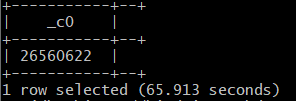 +-----------+--+
|    _c0    |
+-----------+--+
| 26560622  |
+-----------+--+
1 row selected (65.913 seconds)